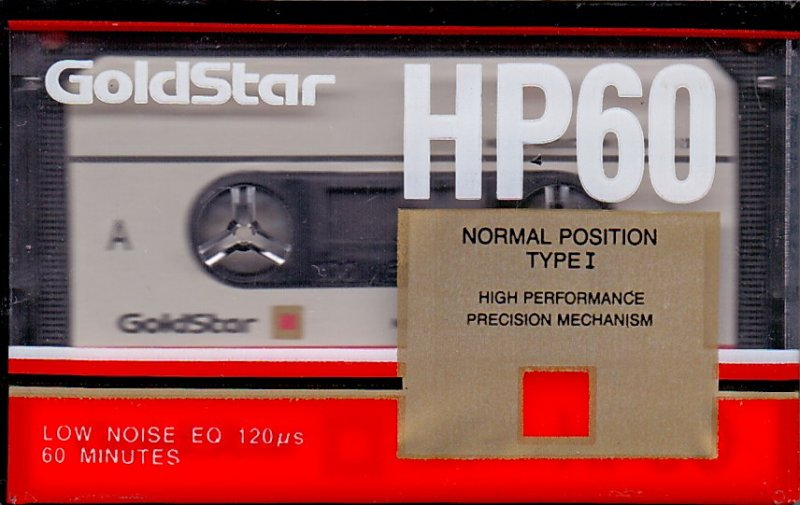 GoldStar
HP60
A
NORMAL POSITION
TYPE I
HIGH PERFORMANCE
PRECISION MECHANISM
GoldStar
LOW NOISE EQ 120μs
60 MINUTES